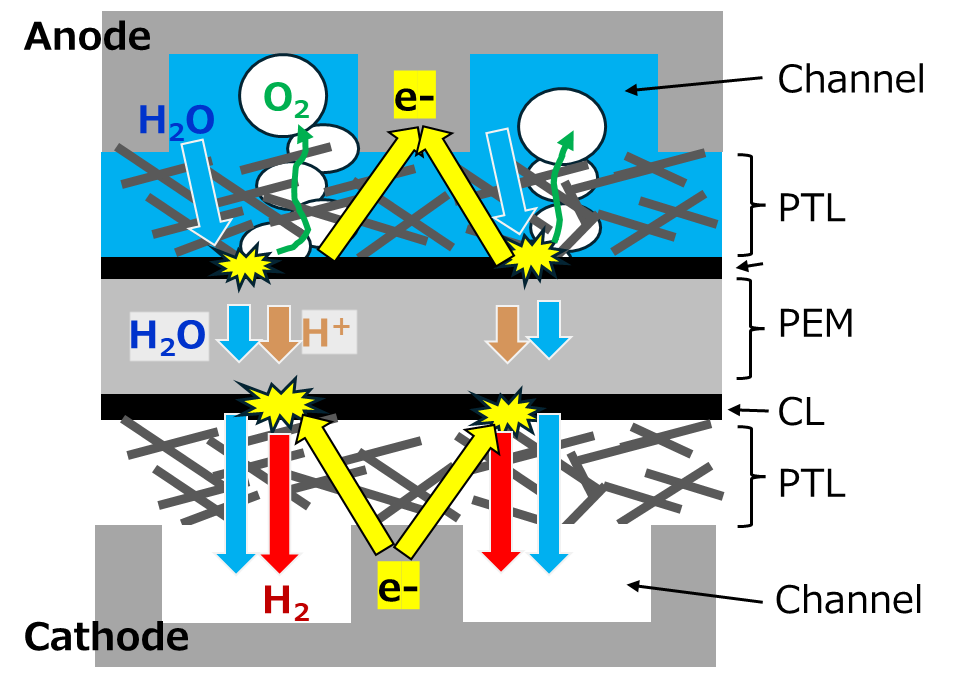 Anode
Channel
H₂O
O₂
e-
PTL
H₂O
H⁺
PEM
CL
PTL
e-
H₂
Channel
Cathode